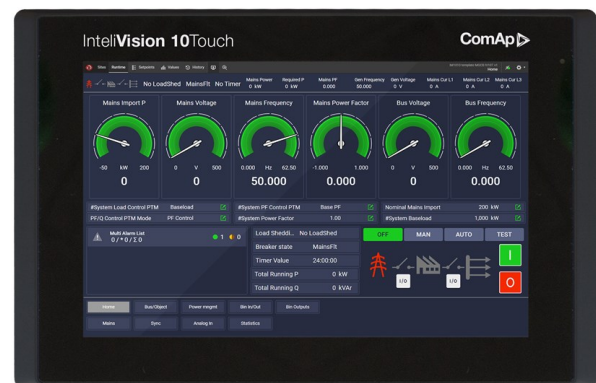 InteliVision 10Touch
ComAp
Sites Runtime Setpoints Values History
Home
No LoadShed MainsFlt No Timer
Mains Power Required P Mains PF Gen Frequency Gen Voltage Mains Cur L1 Mains Cur L2 Mains Cur L3
0 kW 0 kW 0.000 50.000 0 V 0 A 0 A 0 A
Mains Import P Mains Voltage Mains Frequency Mains Power Factor Bus Voltage Bus Frequency
-50 kW 200 0 V 500 0.000 Hz 62.50 -1.000 1.000 0 V 500 0.000 Hz 62.50
0 0 50.000 0.000 0 0.000
#System Load Control PTM Baseload #System PF Control PTM Base PF Nominal Mains Import 200 kW
PF/Q Control PTM Mode PF Control #System Power Factor 1.00 #System Baseload 1,000 kW
Multi Alarm List
0/*0/Σ0 1 0
Load Sheddi... No LoadShed
Breaker state MainsFlt
Timer Value 24:00:00
Total Running P 0 kW
Total Running Q 0 kVAr
OFF MAN AUTO TEST
I/O I/O
I
O
Home Bus/Object Power mngmt Bin In/Out Bin Outputs
Mains Sync Analog In Statistics